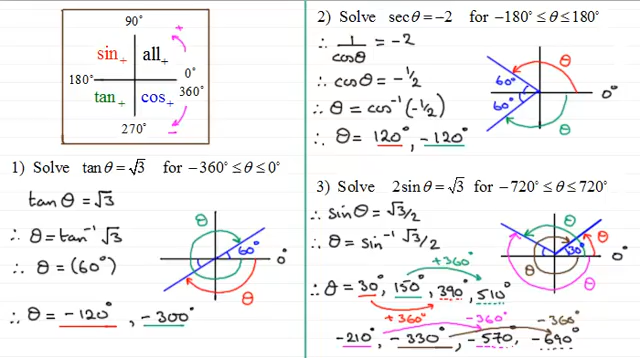 90°
+
sin+ all+
180° 0°
360°
tan+ cos+
270°
−
1) Solve tanθ = √3 for −360° ≤ θ ≤ 0°
tanθ = √3
∴ θ = tan⁻¹ √3
∴ θ = (60°)
∴ θ = −120°, −300°
θ
60°
0°
θ
2) Solve secθ = −2 for −180° ≤ θ ≤ 180°
∴ 1/cosθ = −2
∴ cosθ = −1/2
∴ θ = cos⁻¹(−1/2)
∴ θ = 120°, −120°
θ
60°
60°
0°
θ
3) Solve 2sinθ = √3 for −720° ≤ θ ≤ 720°
∴ sinθ = √3/2
∴ θ = sin⁻¹ √3/2
+360°
∴ θ = 30°, 150°, 390°, 510°
+360° −360° −360°
−210°, −330°, −570°, −690°
θ
θ
30°
0°
θ
θ